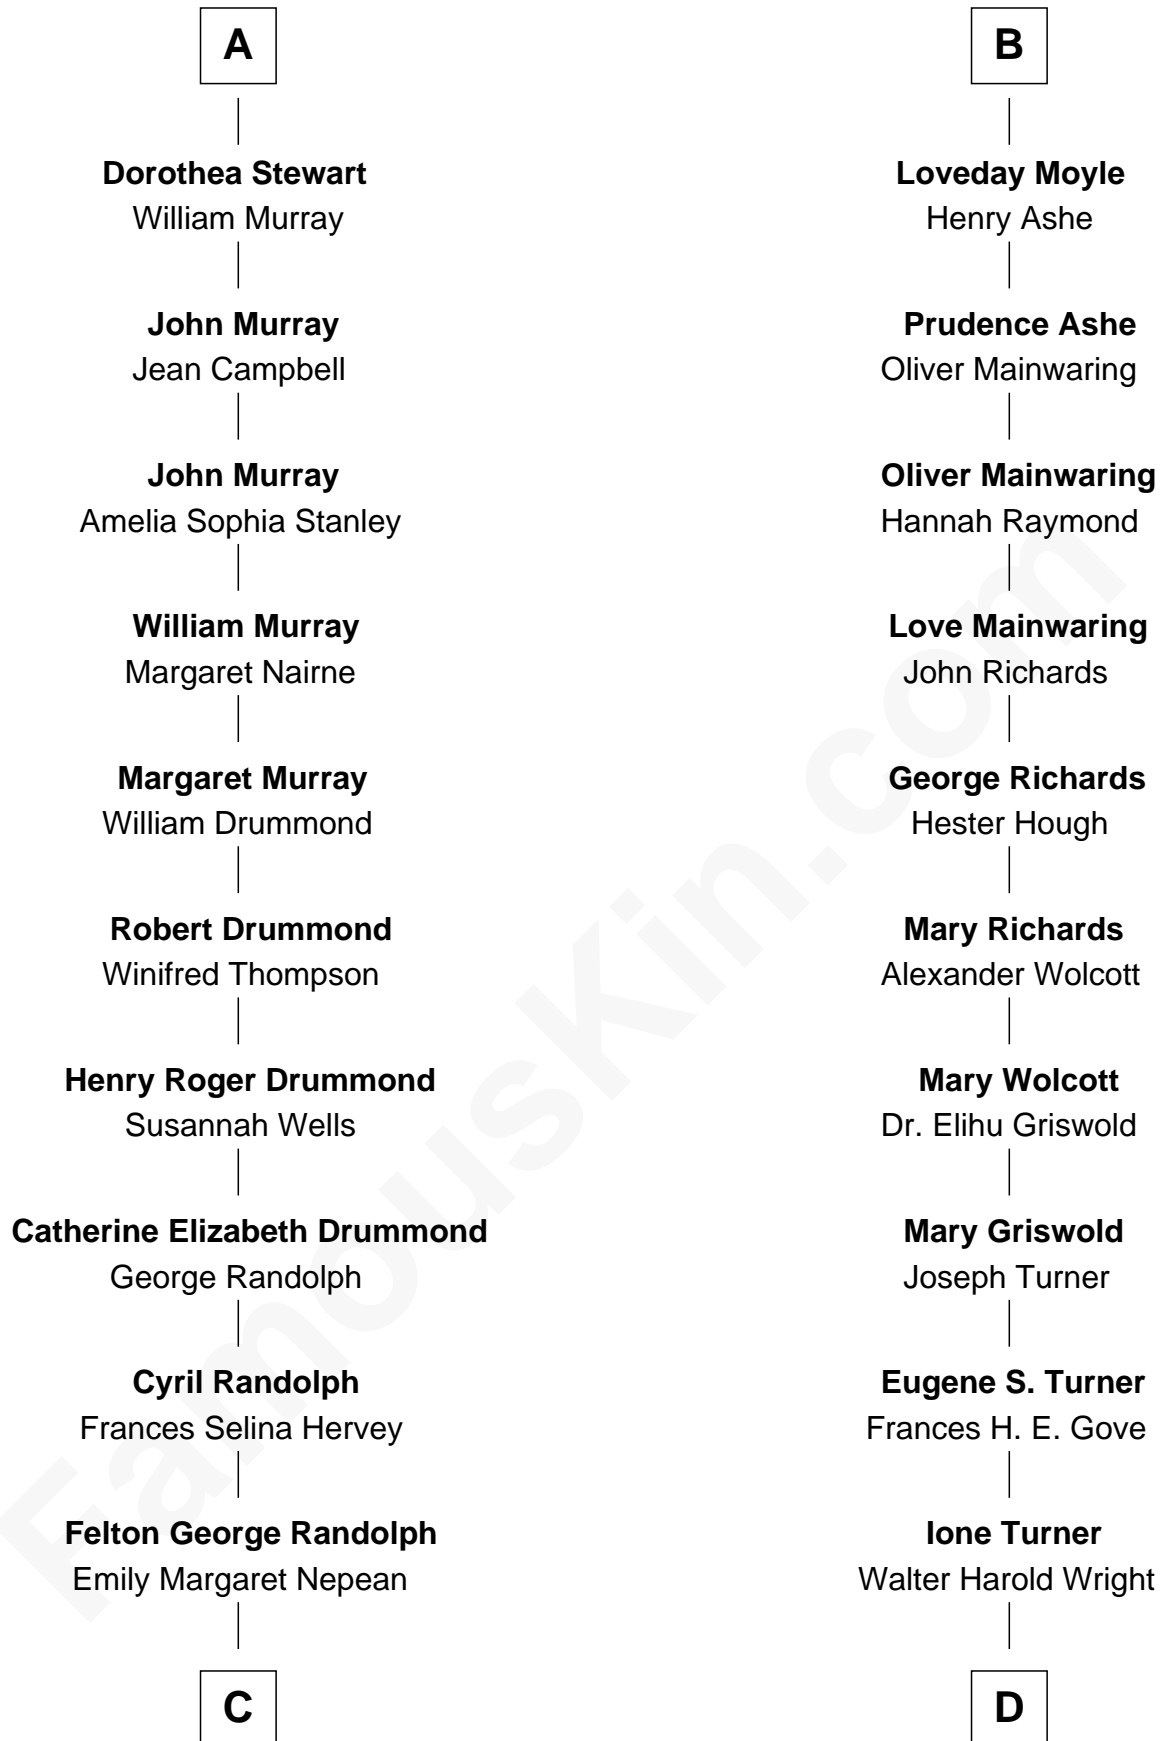 A
Dorothea Stewart
William Murray
John Murray
Jean Campbell
John Murray
Amelia Sophia Stanley
William Murray
Margaret Nairne
Margaret Murray
William Drummond
Robert Drummond
Winifred Thompson
Henry Roger Drummond
Susannah Wells
Catherine Elizabeth Drummond
George Randolph
Cyril Randolph
Frances Selina Hervey
Felton George Randolph
Emily Margaret Nepean
C
B
Loveday Moyle
Henry Ashe
Prudence Ashe
Oliver Mainwaring
Oliver Mainwaring
Hannah Raymond
Love Mainwaring
John Richards
George Richards
Hester Hough
Mary Richards
Alexander Wolcott
Mary Wolcott
Dr. Elihu Griswold
Mary Griswold
Joseph Turner
Eugene S. Turner
Frances H. E. Gove
Ione Turner
Walter Harold Wright
D
FamousKin.com